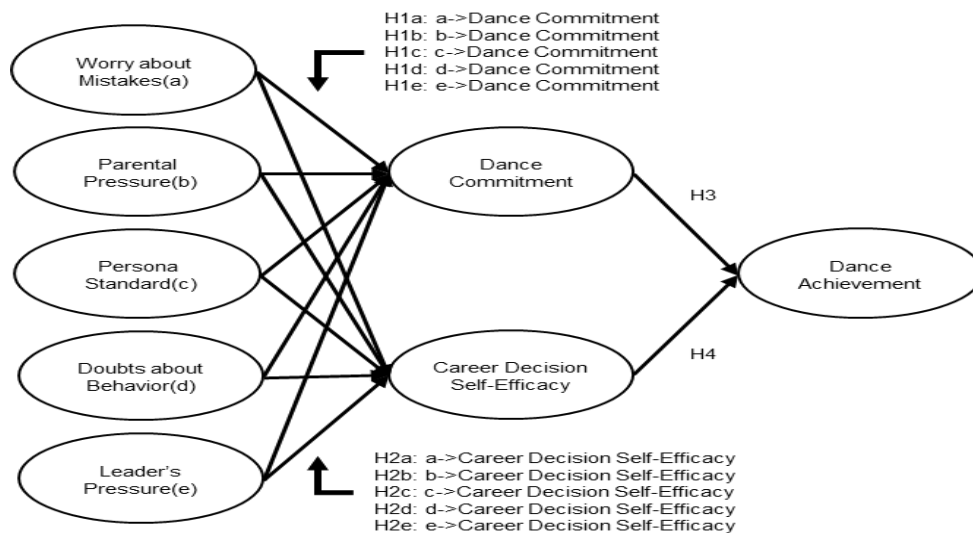 H1a: a->Dance Commitment
H1b: b->Dance Commitment
H1c: c->Dance Commitment
H1d: d->Dance Commitment
H1e: e->Dance Commitment
Worry about
Mistakes(a)
Parental
Pressure(b)
Persona
Standard(c)
Doubts about
Behavior(d)
Leader's
Pressure(e)
Dance
Commitment
Career Decision
Self-Efficacy
H3
H4
Dance
Achievement
H2a: a->Career Decision Self-Efficacy
H2b: b->Career Decision Self-Efficacy
H2c: c->Career Decision Self-Efficacy
H2d: d->Career Decision Self-Efficacy
H2e: e->Career Decision Self-Efficacy